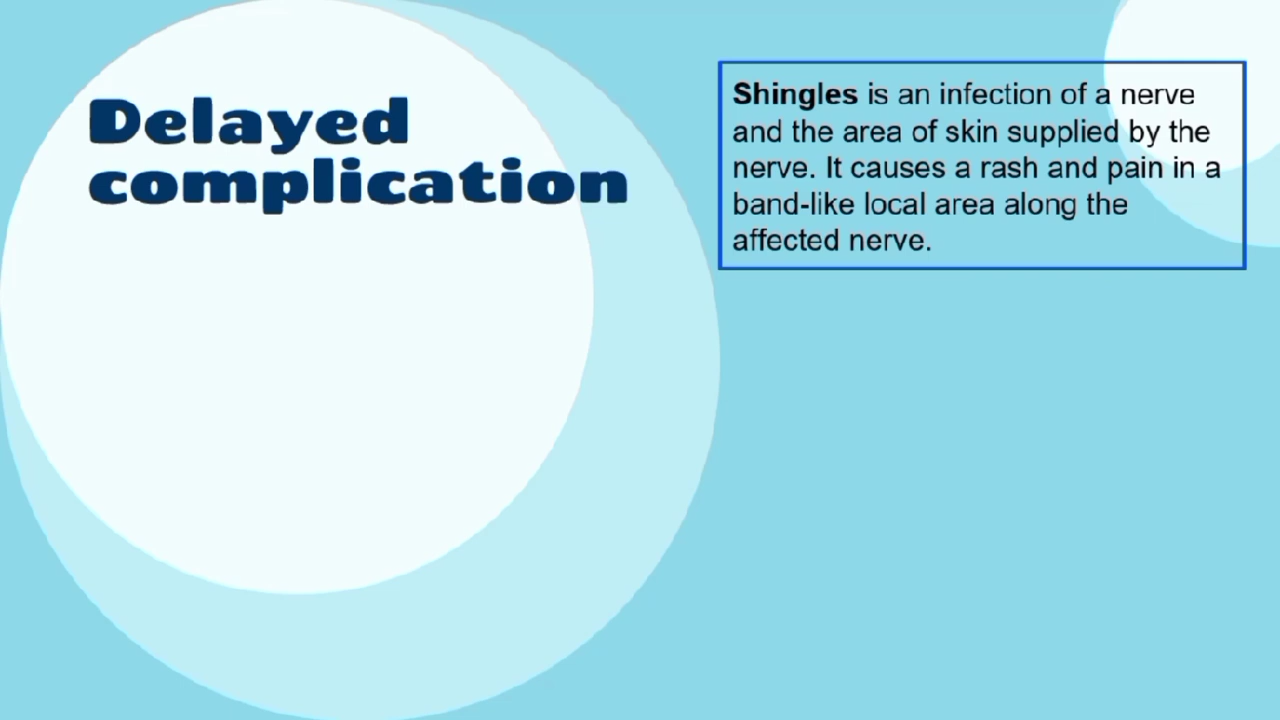 Delayed
complication
Shingles is an infection of a nerve
and the area of skin supplied by the
nerve. It causes a rash and pain in a
band-like local area along the
affected nerve.